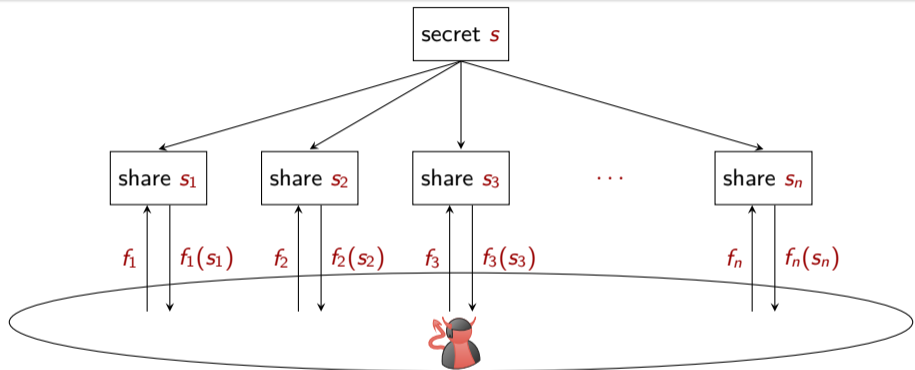 secret s
share s₁ share s₂ share s₃ ... share sₙ
f₁ f₁(s₁) f₂ f₂(s₂) f₃ f₃(s₃) fₙ fₙ(sₙ)